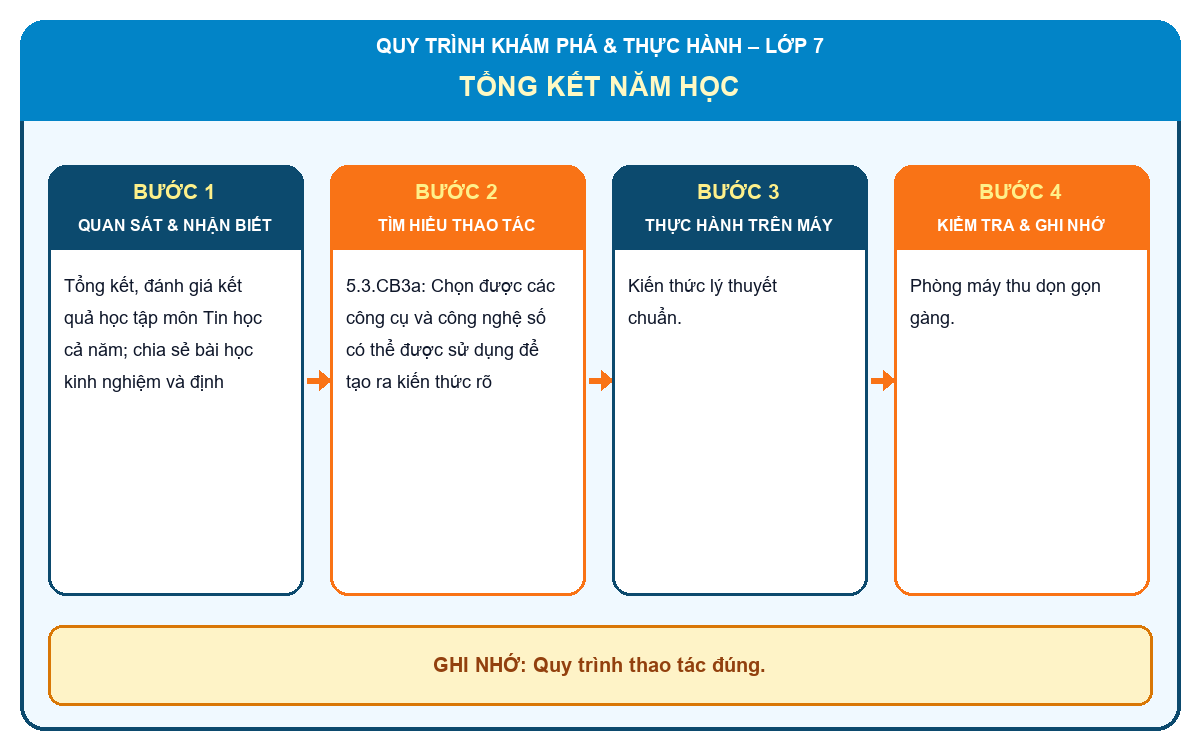 QUY TRÌNH KHÁM PHÁ & THỰC HÀNH – LỚP 7
TỔNG KẾT NĂM HỌC
BƯỚC 1
QUAN SÁT & NHẬN BIẾT
Tổng kết, đánh giá kết
quả học tập môn Tin học
cả năm; chia sẻ bài học
kinh nghiệm và định
BƯỚC 2
TÌM HIỂU THAO TÁC
5.3.CB3a: Chọn được các
công cụ và công nghệ số
có thể được sử dụng để
tạo ra kiến thức rõ
BƯỚC 3
THỰC HÀNH TRÊN MÁY
Kiến thức lý thuyết
chuẩn.
BƯỚC 4
KIỂM TRA & GHI NHỚ
Phòng máy thu dọn gọn
gàng.
GHI NHỚ: Quy trình thao tác đúng.